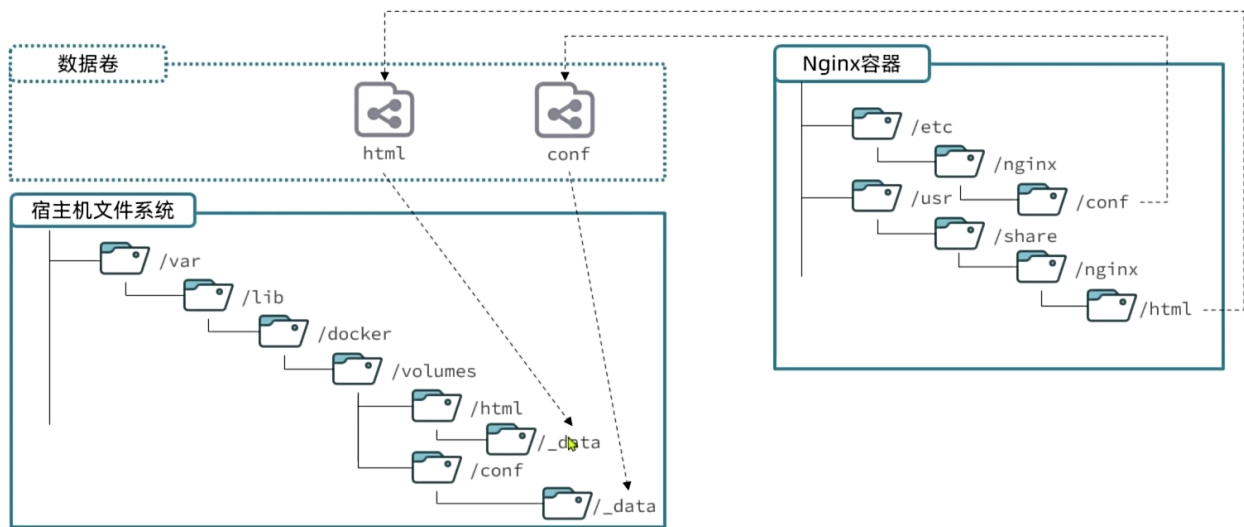 数据卷
html
conf
宿主机文件系统
/var
/lib
/docker
/volumes
/html
/_data
/conf
/_data
Nginx容器
/etc
/nginx
/conf
/usr
/share
/nginx
/html